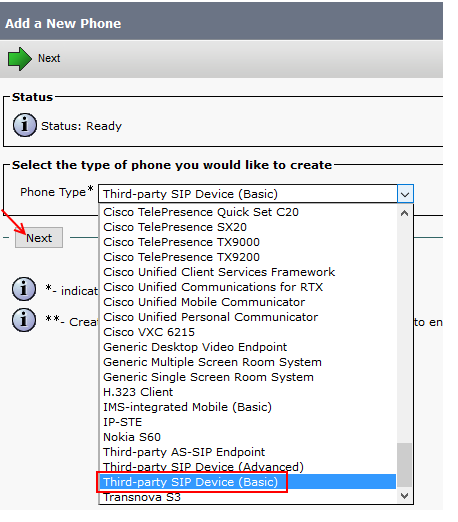 Add a New Phone
Next
Status
Status: Ready
Select the type of phone you would like to create
Phone Type* Third-party SIP Device (Basic)
Cisco TelePresence Quick Set C20
Cisco TelePresence SX20
Cisco TelePresence TX9000
Next
Cisco TelePresence TX9200
Cisco Unified Client Services Framework
*- indicat
Cisco Unified Communications for RTX
Cisco Unified Mobile Communicator
Cisco Unified Personal Communicator
**- Crea
to en
Cisco VXC 6215
Generic Desktop Video Endpoint
Generic Multiple Screen Room System
Generic Single Screen Room System
H.323 Client
IMS-integrated Mobile (Basic)
IP-STE
Nokia S60
Third-party AS-SIP Endpoint
Third-party SIP Device (Advanced)
Third-party SIP Device (Basic)
Transnova S3